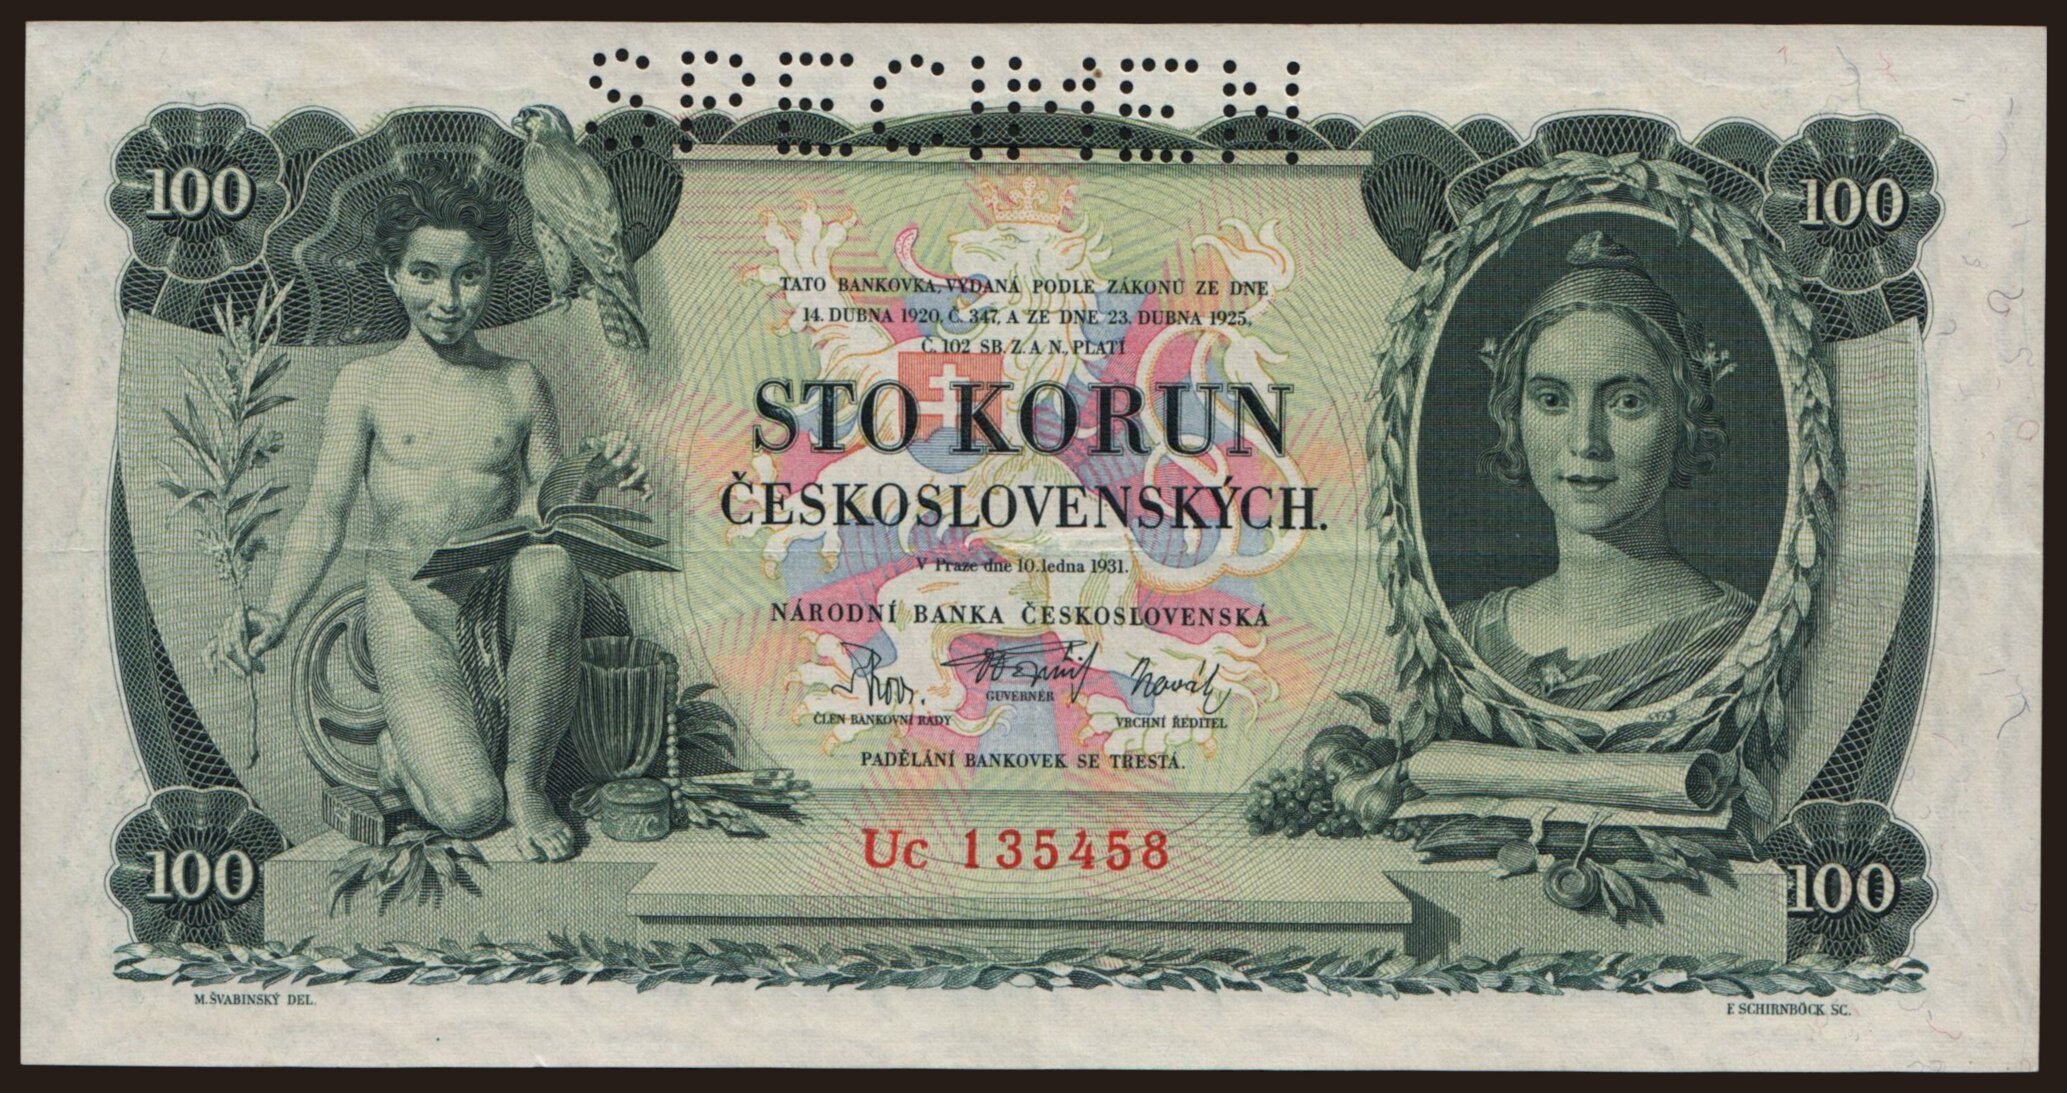 SPECIMEN
100
100
TATO BANKOVKA, VYDANÁ PODLE ZÁKONŮ ZE DNE
14. DUBNA 1920, Č. 347, A ZE DNE 23. DUBNA 1925,
Č. 102 SB. Z. A N., PLATÍ
STO KORUN
ČESKOSLOVENSKÝCH.
V Praze dne 10. ledna 1931.
NÁRODNÍ BANKA ČESKOSLOVENSKÁ
GUVERNÉR
ČLEN BANKOVNÍ RADY
VRCHNÍ ŘEDITEL
PADĚLÁNÍ BANKOVEK SE TRESTÁ.
Uc 135458
100
100
M. ŠVABINSKÝ DEL.
F. SCHIRNBÖCK SC.